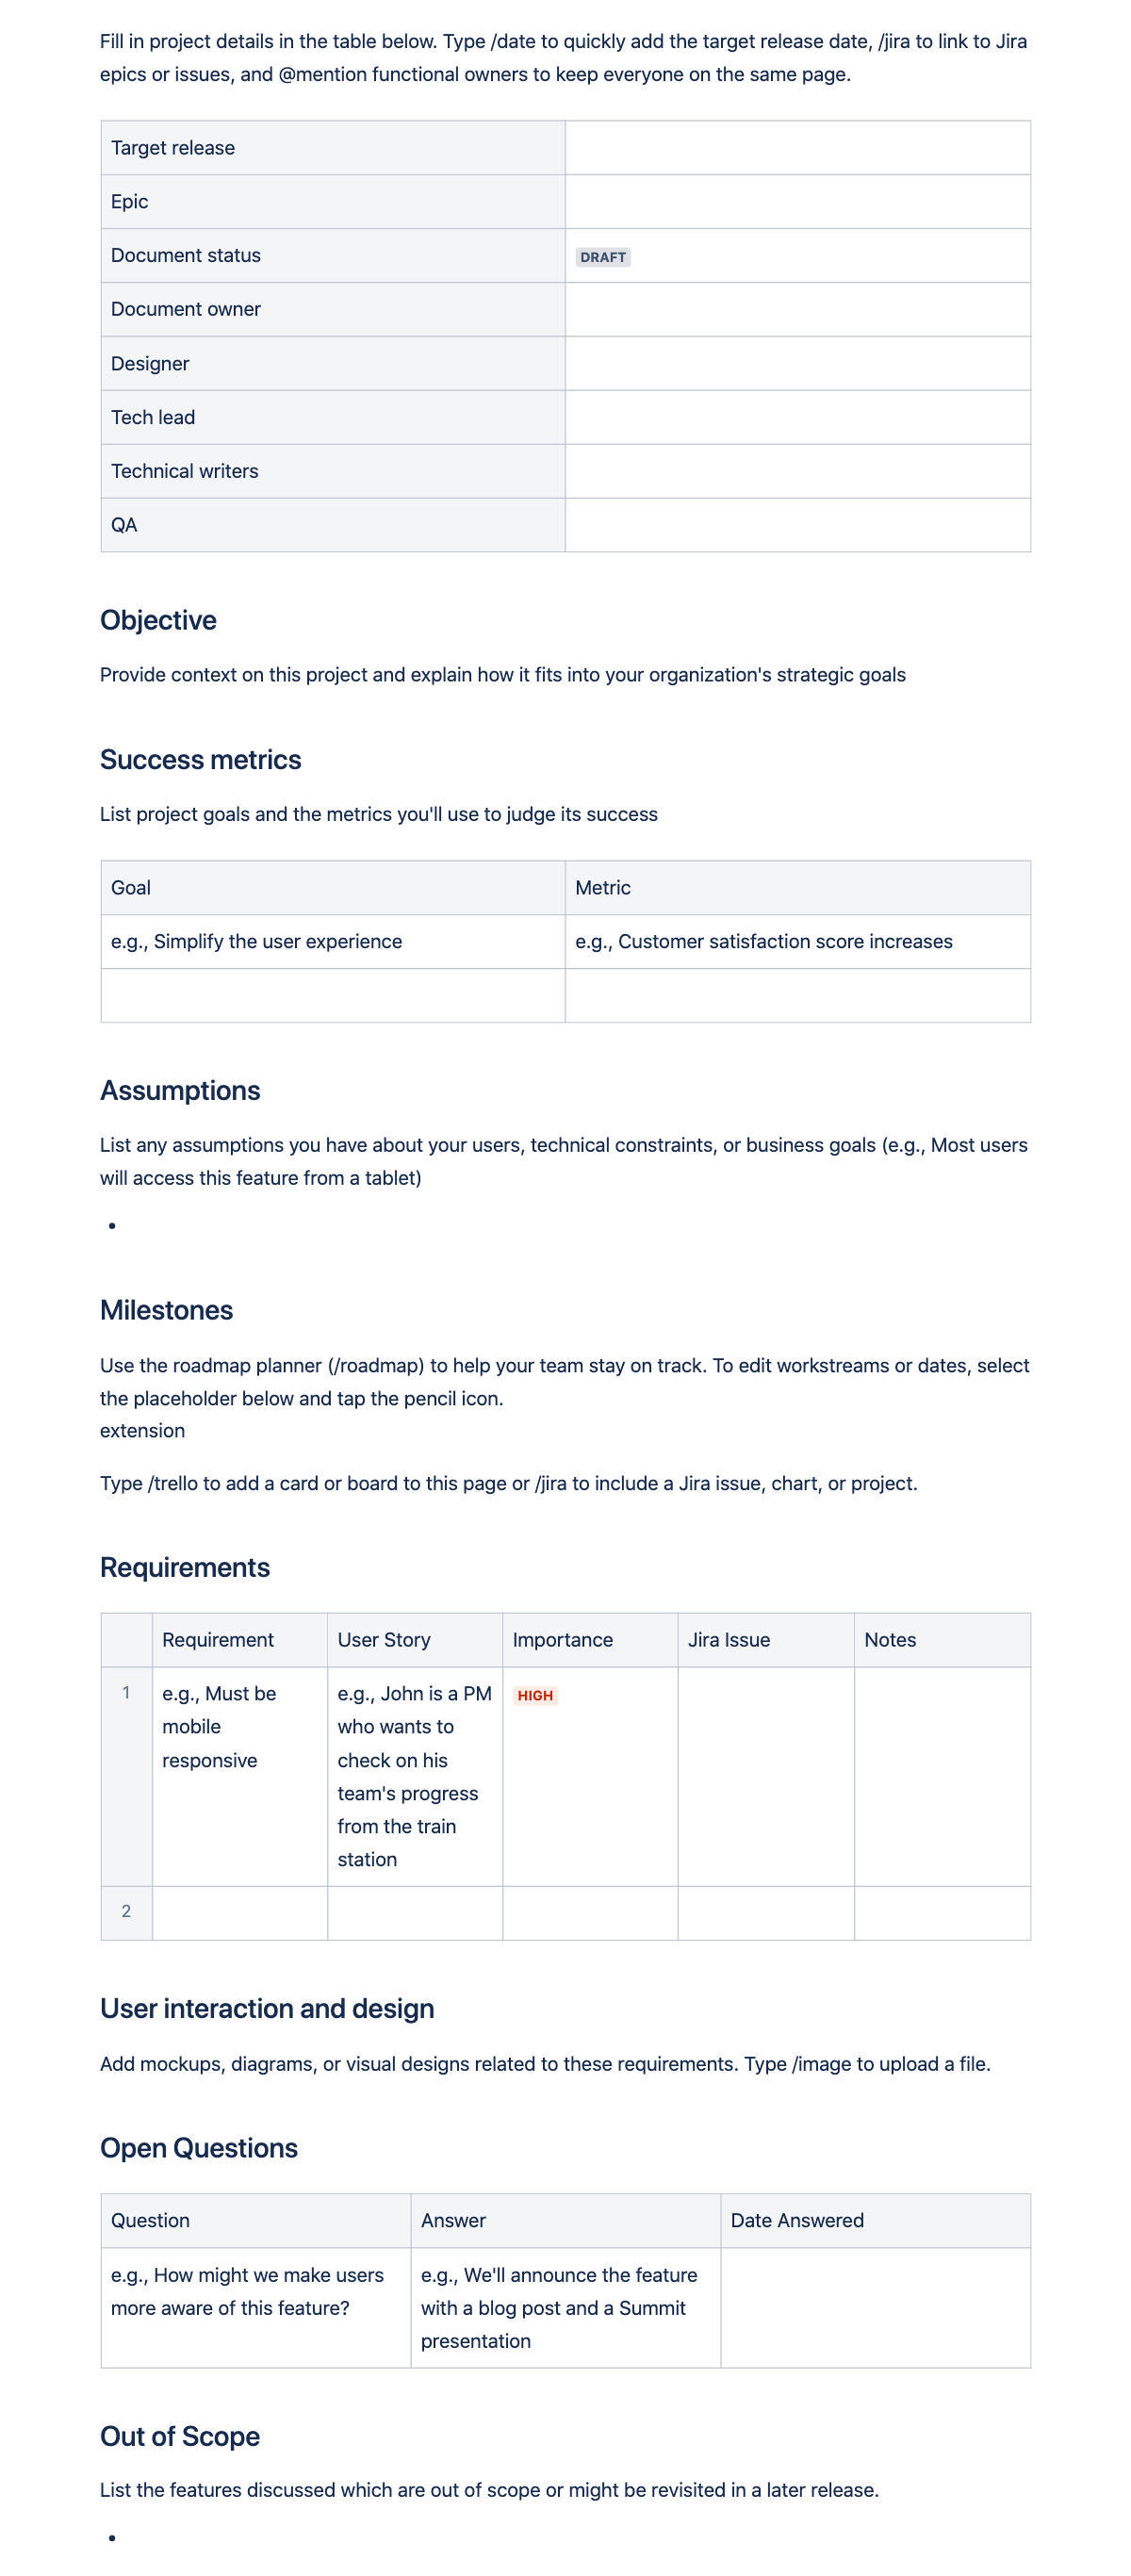 Fill in project details in the table below. Type /date to quickly add the target release date, /jira to link to Jira
epics or issues, and @mention functional owners to keep everyone on the same page.
Target release
Epic
Document status DRAFT
Document owner
Designer
Tech lead
Technical writers
QA
Objective
Provide context on this project and explain how it fits into your organization's strategic goals
Success metrics
List project goals and the metrics you'll use to judge its success
Goal Metric
e.g., Simplify the user experience e.g., Customer satisfaction score increases
Assumptions
List any assumptions you have about your users, technical constraints, or business goals (e.g., Most users
will access this feature from a tablet)
•
Milestones
Use the roadmap planner (/roadmap) to help your team stay on track. To edit workstreams or dates, select
the placeholder below and tap the pencil icon.
extension
Type /trello to add a card or board to this page or /jira to include a Jira issue, chart, or project.
Requirements
Requirement User Story Importance Jira Issue Notes
1 e.g., Must be e.g., John is a PM HIGH
mobile who wants to
responsive check on his
team's progress
from the train
station
2
User interaction and design
Add mockups, diagrams, or visual designs related to these requirements. Type /image to upload a file.
Open Questions
Question Answer Date Answered
e.g., How might we make users e.g., We'll announce the feature
more aware of this feature? with a blog post and a Summit
presentation
Out of Scope
List the features discussed which are out of scope or might be revisited in a later release.
•